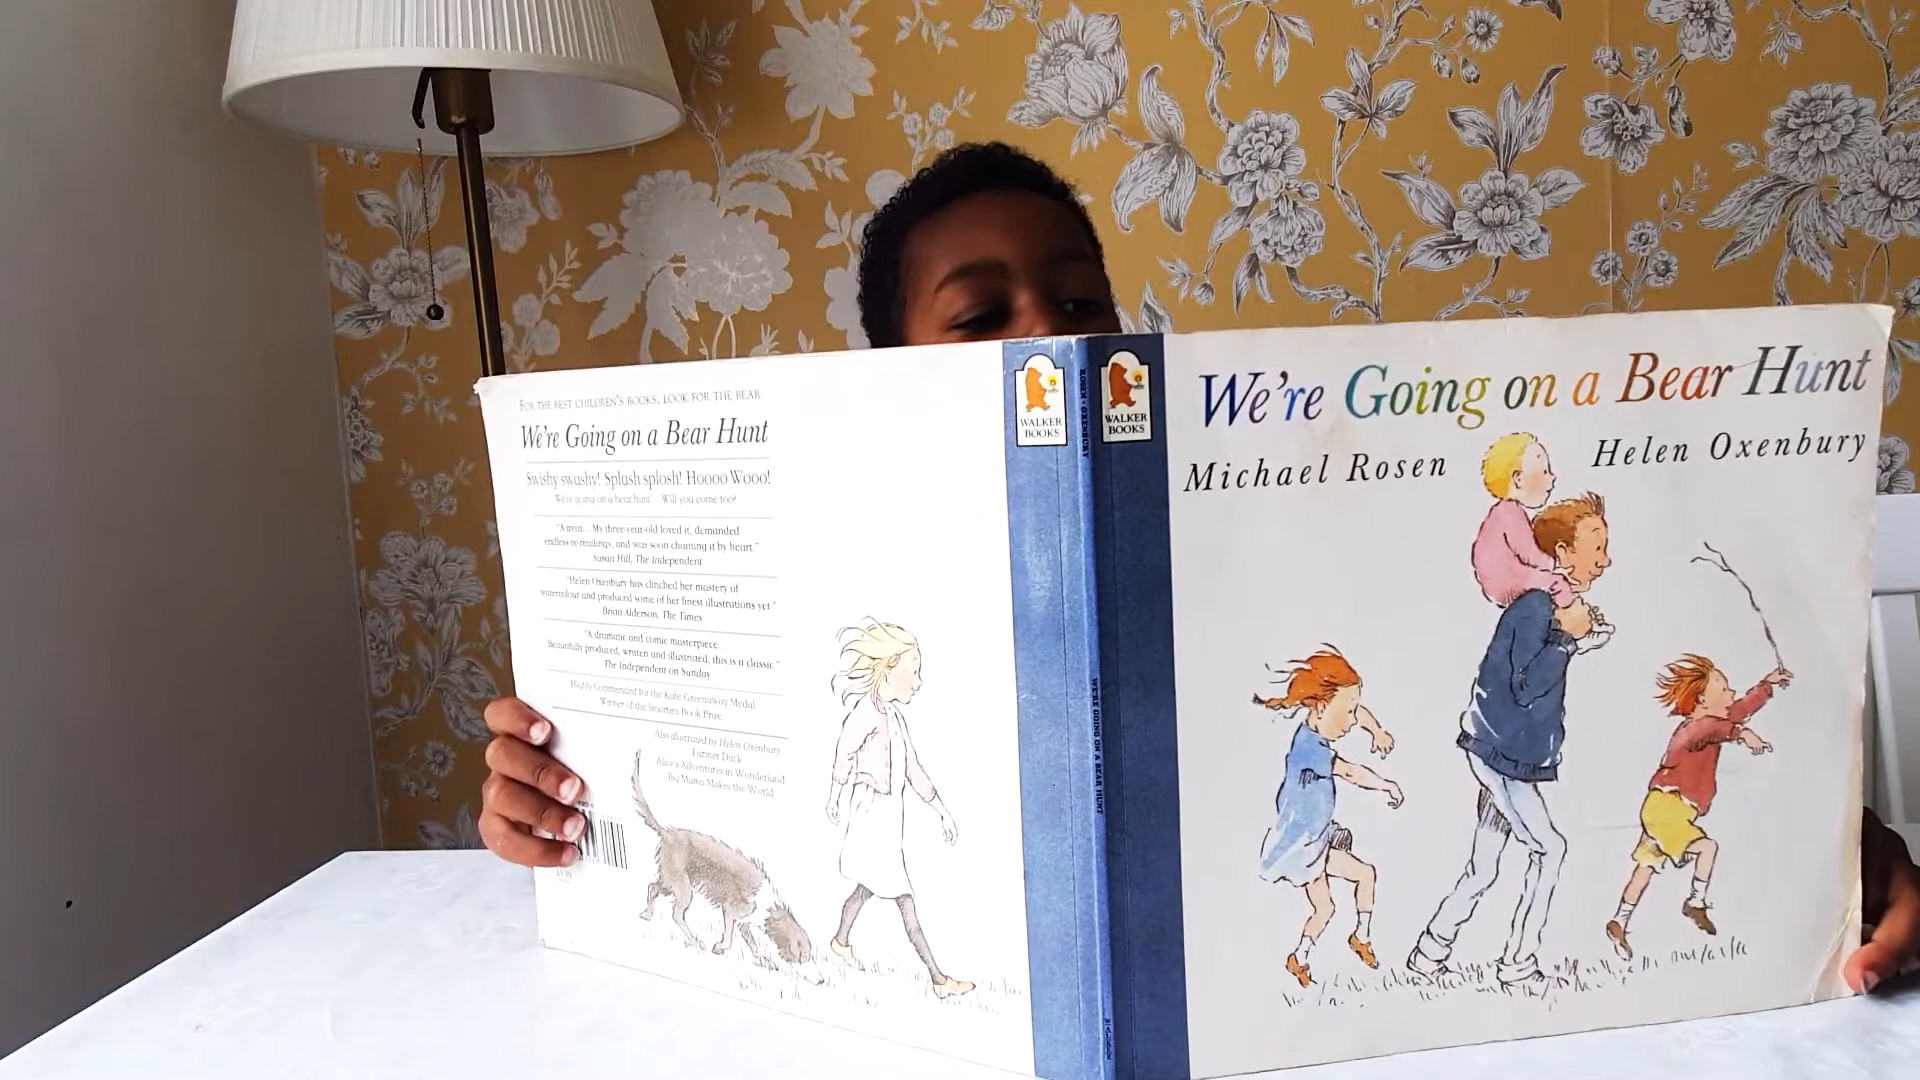 FOR THE BEST CHILDREN'S BOOKS, LOOK FOR THE BEAR.
We're Going on a Bear Hunt
Swishy swashy! Splash splosh! Hoooo Wooo!
We're going on a bear hunt. Will you come too?
"A treat... My three-year-old loved it, demanded
endless re-readings, and was soon chanting it by heart."
Susan Hill, The Independent
"Helen Oxenbury has clinched her mastery of
watercolour and produced some of her finest illustrations yet."
Brian Alderson, The Times
"A dramatic and comic masterpiece.
Beautifully produced, written and illustrated, this is a classic."
The Independent on Sunday
Highly Commended for the Kate Greenaway Medal
Winner of the Smarties Book Prize
Also illustrated by Helen Oxenbury
Farmer Duck
Alice's Adventures in Wonderland
Big Mama Makes the World
WALKER
BOOKS
ROSEN · OXENBURY
WE'RE GOING ON A BEAR HUNT
WALKER
BOOKS
We're Going on a Bear Hunt
Michael Rosen
Helen Oxenbury